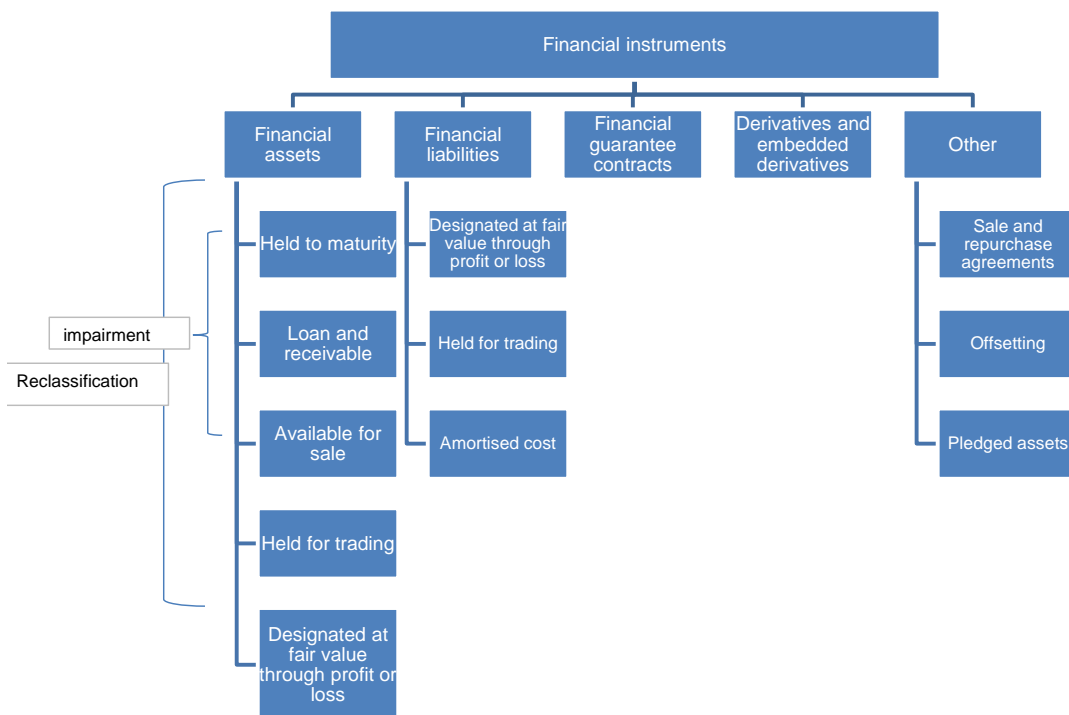 Financial instruments
Financial
assets
Financial
liabilities
Financial
guarantee
contracts
Derivatives and
embedded
derivatives
Other
Held to maturity
Loan and
receivable
Available for
sale
Held for trading
Designated at
fair value
through profit or
loss
Designated at fair
value through
profit or loss
Held for trading
Amortised cost
Sale and
repurchase
agreements
Offsetting
Pledged assets
impairment
Reclassification